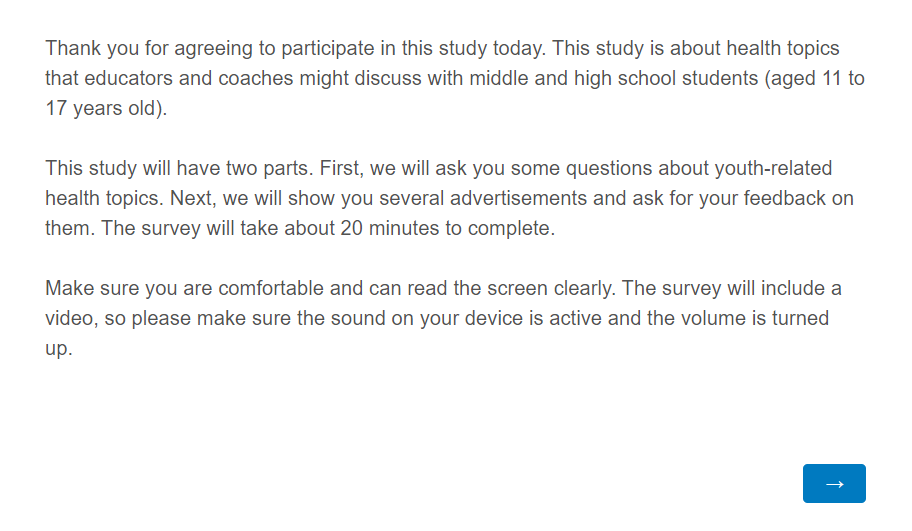 Thank you for agreeing to participate in this study today. This study is about health topics
that educators and coaches might discuss with middle and high school students (aged 11 to
17 years old).
This study will have two parts. First, we will ask you some questions about youth-related
health topics. Next, we will show you several advertisements and ask for your feedback on
them. The survey will take about 20 minutes to complete.
Make sure you are comfortable and can read the screen clearly. The survey will include a
video, so please make sure the sound on your device is active and the volume is turned
up.
→